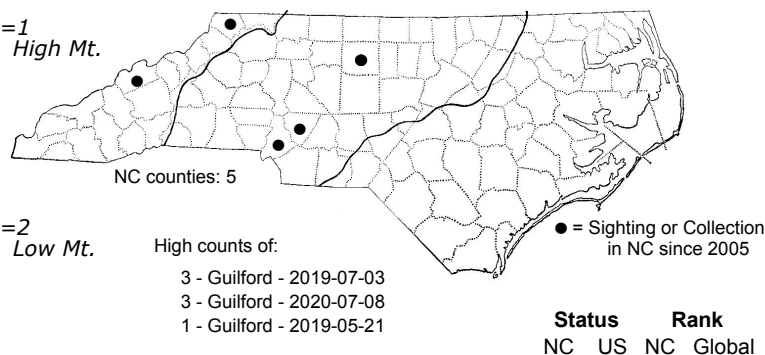 =1
High Mt.
NC counties: 5
=2
Low Mt.
High counts of:
3 - Guilford - 2019-07-03
3 - Guilford - 2020-07-08
1 - Guilford - 2019-05-21
● = Sighting or Collection
in NC since 2005
Status Rank
NC US NC Global